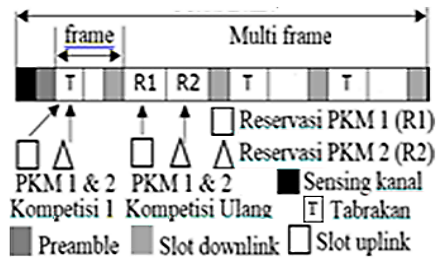 frame
Multi frame
T R1 R2 T T
Reservasi PKM 1 (R1)
Reservasi PKM 2 (R2)
PKM 1 & 2 PKM 1 & 2 Sensing kanal
Kompetisi 1 Kompetisi Ulang T Tabrakan
Preamble Slot downlink Slot uplink